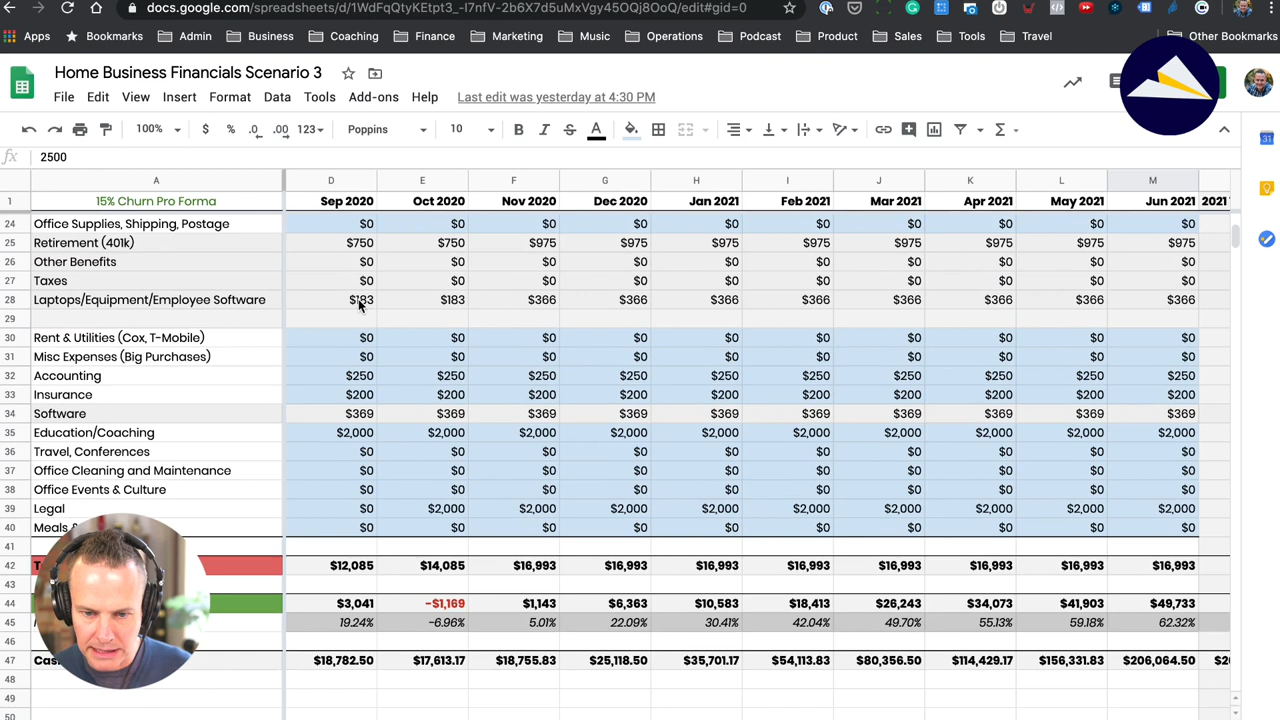 docs.google.com/spreadsheets/d/1WdFqQtyKEtpt3_-l7nfV-2b6X7d5uMxVgy45OQj8OoQ/edit#gid=0
Apps Bookmarks Admin Business Coaching Finance Marketing Music Operations Podcast Product Sales Tools Travel Other Bookmarks
Home Business Financials Scenario 3
File Edit View Insert Format Data Tools Add-ons Help Last edit was yesterday at 4:30 PM
100% $ % .0 .00 123 Poppins 10 B I S A
fx 2500
A D E F G H I J K L M
1 15% Churn Pro Forma Sep 2020 Oct 2020 Nov 2020 Dec 2020 Jan 2021 Feb 2021 Mar 2021 Apr 2021 May 2021 Jun 2021 2021
24 Office Supplies, Shipping, Postage $0 $0 $0 $0 $0 $0 $0 $0 $0 $0
25 Retirement (401k) $750 $750 $975 $975 $975 $975 $975 $975 $975 $975
26 Other Benefits $0 $0 $0 $0 $0 $0 $0 $0 $0 $0
27 Taxes $0 $0 $0 $0 $0 $0 $0 $0 $0 $0
28 Laptops/Equipment/Employee Software $183 $183 $366 $366 $366 $366 $366 $366 $366 $366
29
30 Rent & Utilities (Cox, T-Mobile) $0 $0 $0 $0 $0 $0 $0 $0 $0 $0
31 Misc Expenses (Big Purchases) $0 $0 $0 $0 $0 $0 $0 $0 $0 $0
32 Accounting $250 $250 $250 $250 $250 $250 $250 $250 $250 $250
33 Insurance $200 $200 $200 $200 $200 $200 $200 $200 $200 $200
34 Software $369 $369 $369 $369 $369 $369 $369 $369 $369 $369
35 Education/Coaching $2,000 $2,000 $2,000 $2,000 $2,000 $2,000 $2,000 $2,000 $2,000 $2,000
36 Travel, Conferences $0 $0 $0 $0 $0 $0 $0 $0 $0 $0
37 Office Cleaning and Maintenance $0 $0 $0 $0 $0 $0 $0 $0 $0 $0
38 Office Events & Culture $0 $0 $0 $0 $0 $0 $0 $0 $0 $0
39 Legal $0 $2,000 $2,000 $2,000 $2,000 $2,000 $2,000 $2,000 $2,000 $2,000
40 Meals $0 $0 $0 $0 $0 $0 $0 $0 $0 $0
41
42 $12,085 $14,085 $16,993 $16,993 $16,993 $16,993 $16,993 $16,993 $16,993 $16,993
43
44 $3,041 -$1,169 $1,143 $6,363 $10,583 $18,413 $26,243 $34,073 $41,903 $49,733
19.24% -6.96% 5.01% 22.09% 30.41% 42.04% 49.70% 55.13% 59.18% 62.32%
46
47 $18,782.50 $17,613.17 $18,755.83 $25,118.50 $35,701.17 $54,113.83 $80,356.50 $114,429.17 $156,331.83 $206,064.50
48
49
50